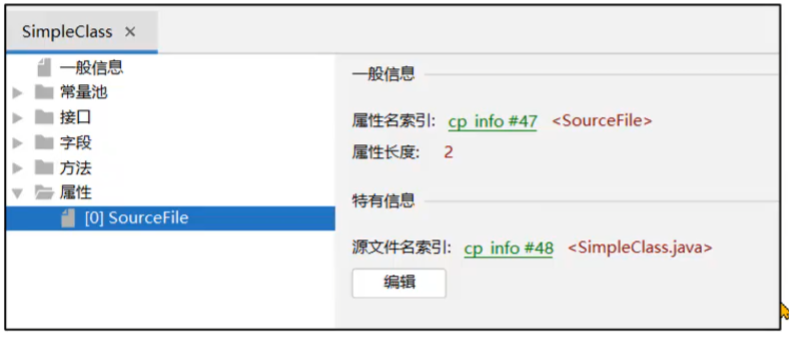 SimpleClass ×
一般信息
常量池
接口
字段
方法
属性
[0] SourceFile
一般信息
属性名索引: cp_info #47 <SourceFile>
属性长度: 2
特有信息
源文件名索引: cp_info #48 <SimpleClass.java>
编辑